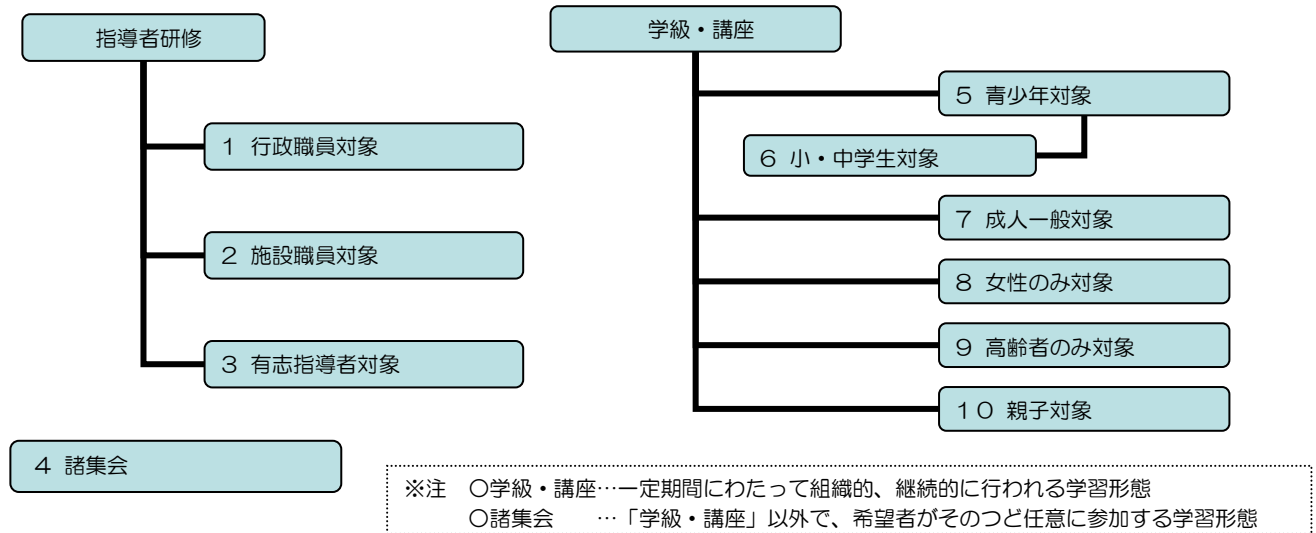 指導者研修
1 行政職員対象
2 施設職員対象
3 有志指導者対象
4 諸集会
学級・講座
5 青少年対象
6 小・中学生対象
7 成人一般対象
8 女性のみ対象
9 高齢者のみ対象
10 親子対象
※注 ○学級・講座…一定期間にわたって組織的、継続的に行われる学習形態
○諸集会 …「学級・講座」以外で、希望者がそのつど任意に参加する学習形態